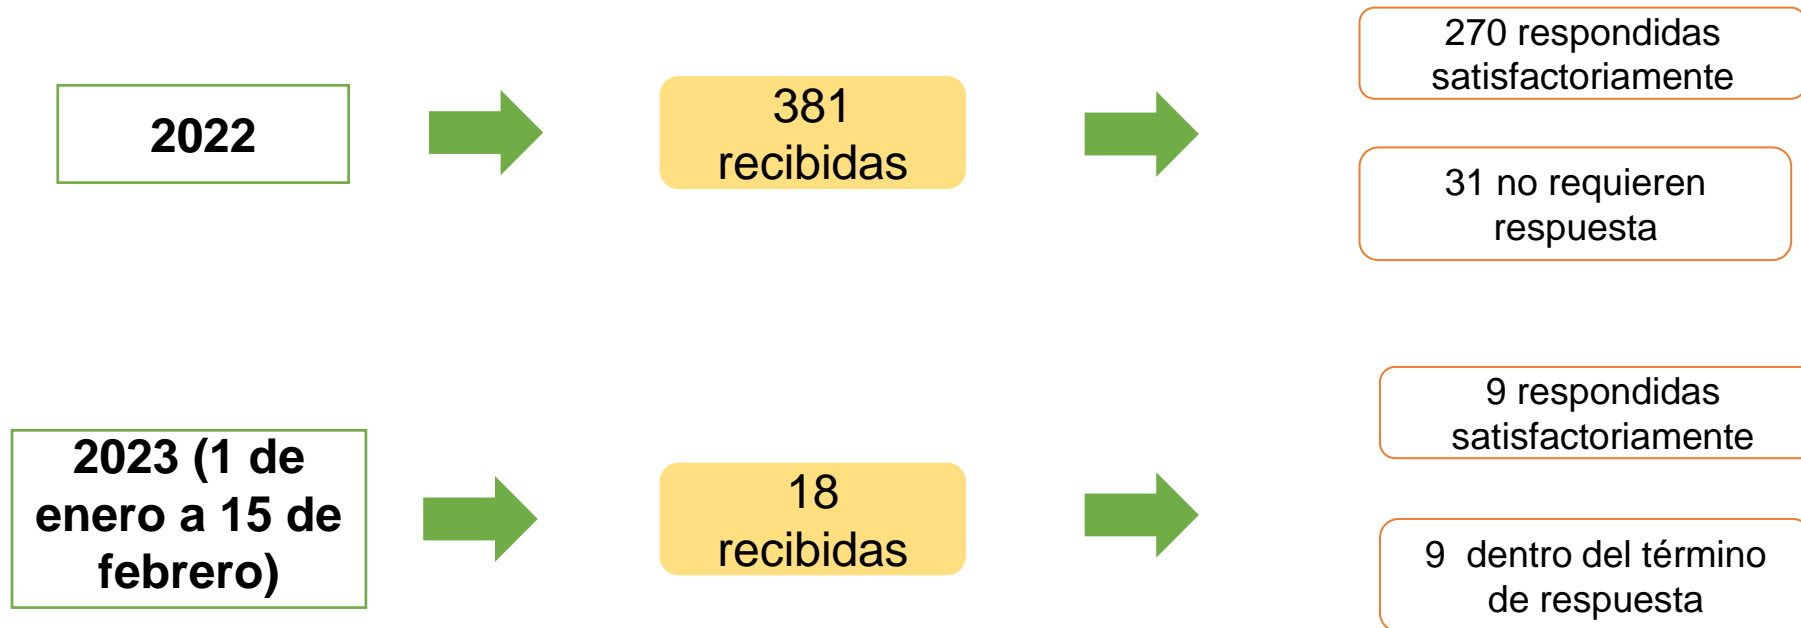 2022
381
recibidas
270 respondidas
satisfactoriamente
31 no requieren
respuesta
2023 (1 de
enero a 15 de
febrero)
18
recibidas
9 respondidas
satisfactoriamente
9 dentro del término
de respuesta